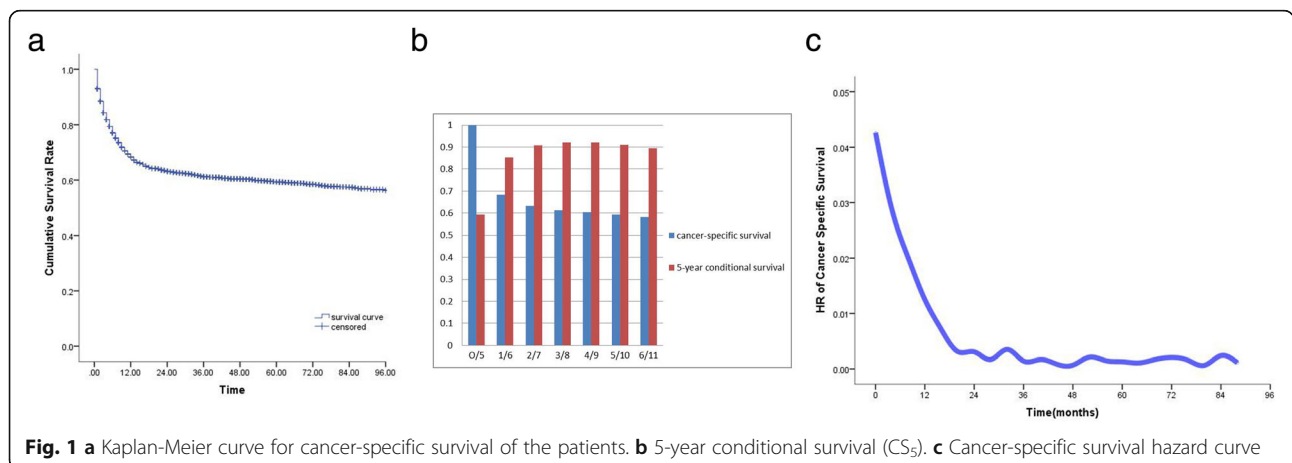 a
1.0
0.8
0.6
0.4
0.2
0.0
Cumulative Survival Rate
survival curve
censored
.00 12.00 24.00 36.00 48.00 60.00 72.00 84.00 96.00
Time
b
1
0.9
0.8
0.7
0.6
0.5
0.4
0.3
0.2
0.1
0
0/5 1/6 2/7 3/8 4/9 5/10 6/11
cancer-specific survival
5-year conditional survival
c
0.05
0.04
0.03
0.02
0.01
0.00
HR of Cancer Specific Survival
0 12 24 36 48 60 72 84 96
Time(months)
Fig. 1 a Kaplan-Meier curve for cancer-specific survival of the patients. b 5-year conditional survival (CS₅). c Cancer-specific survival hazard curve